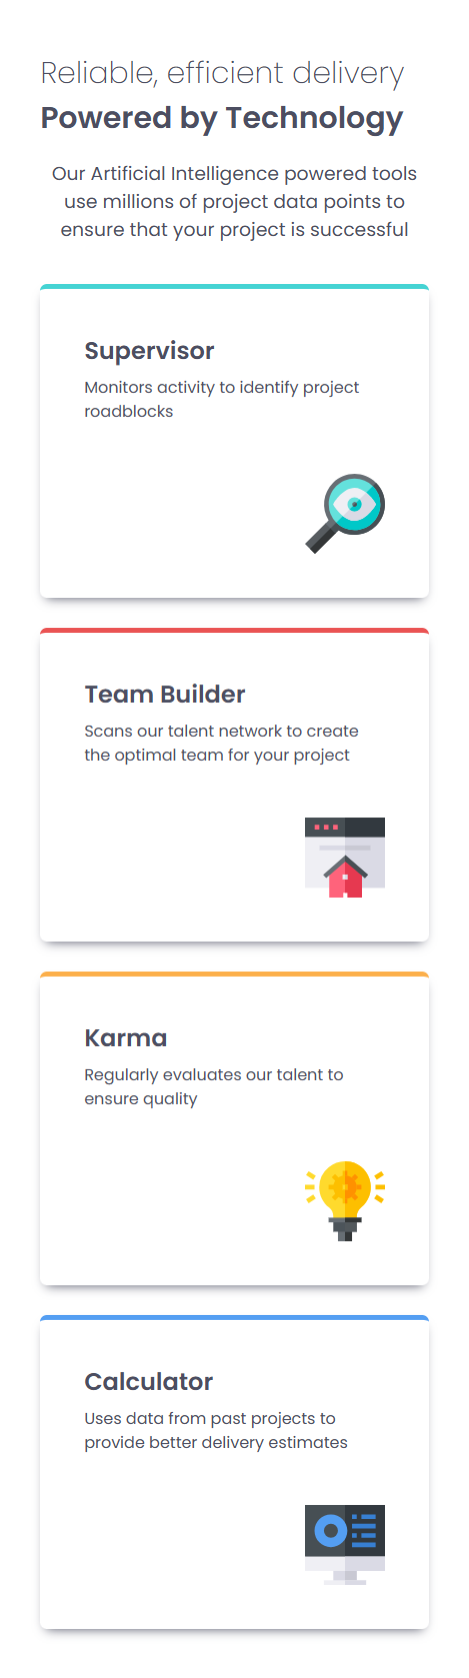 Reliable, efficient delivery
Powered by Technology
Our Artificial Intelligence powered tools
use millions of project data points to
ensure that your project is successful
Supervisor
Monitors activity to identify project
roadblocks
Team Builder
Scans our talent network to create
the optimal team for your project
Karma
Regularly evaluates our talent to
ensure quality
Calculator
Uses data from past projects to
provide better delivery estimates